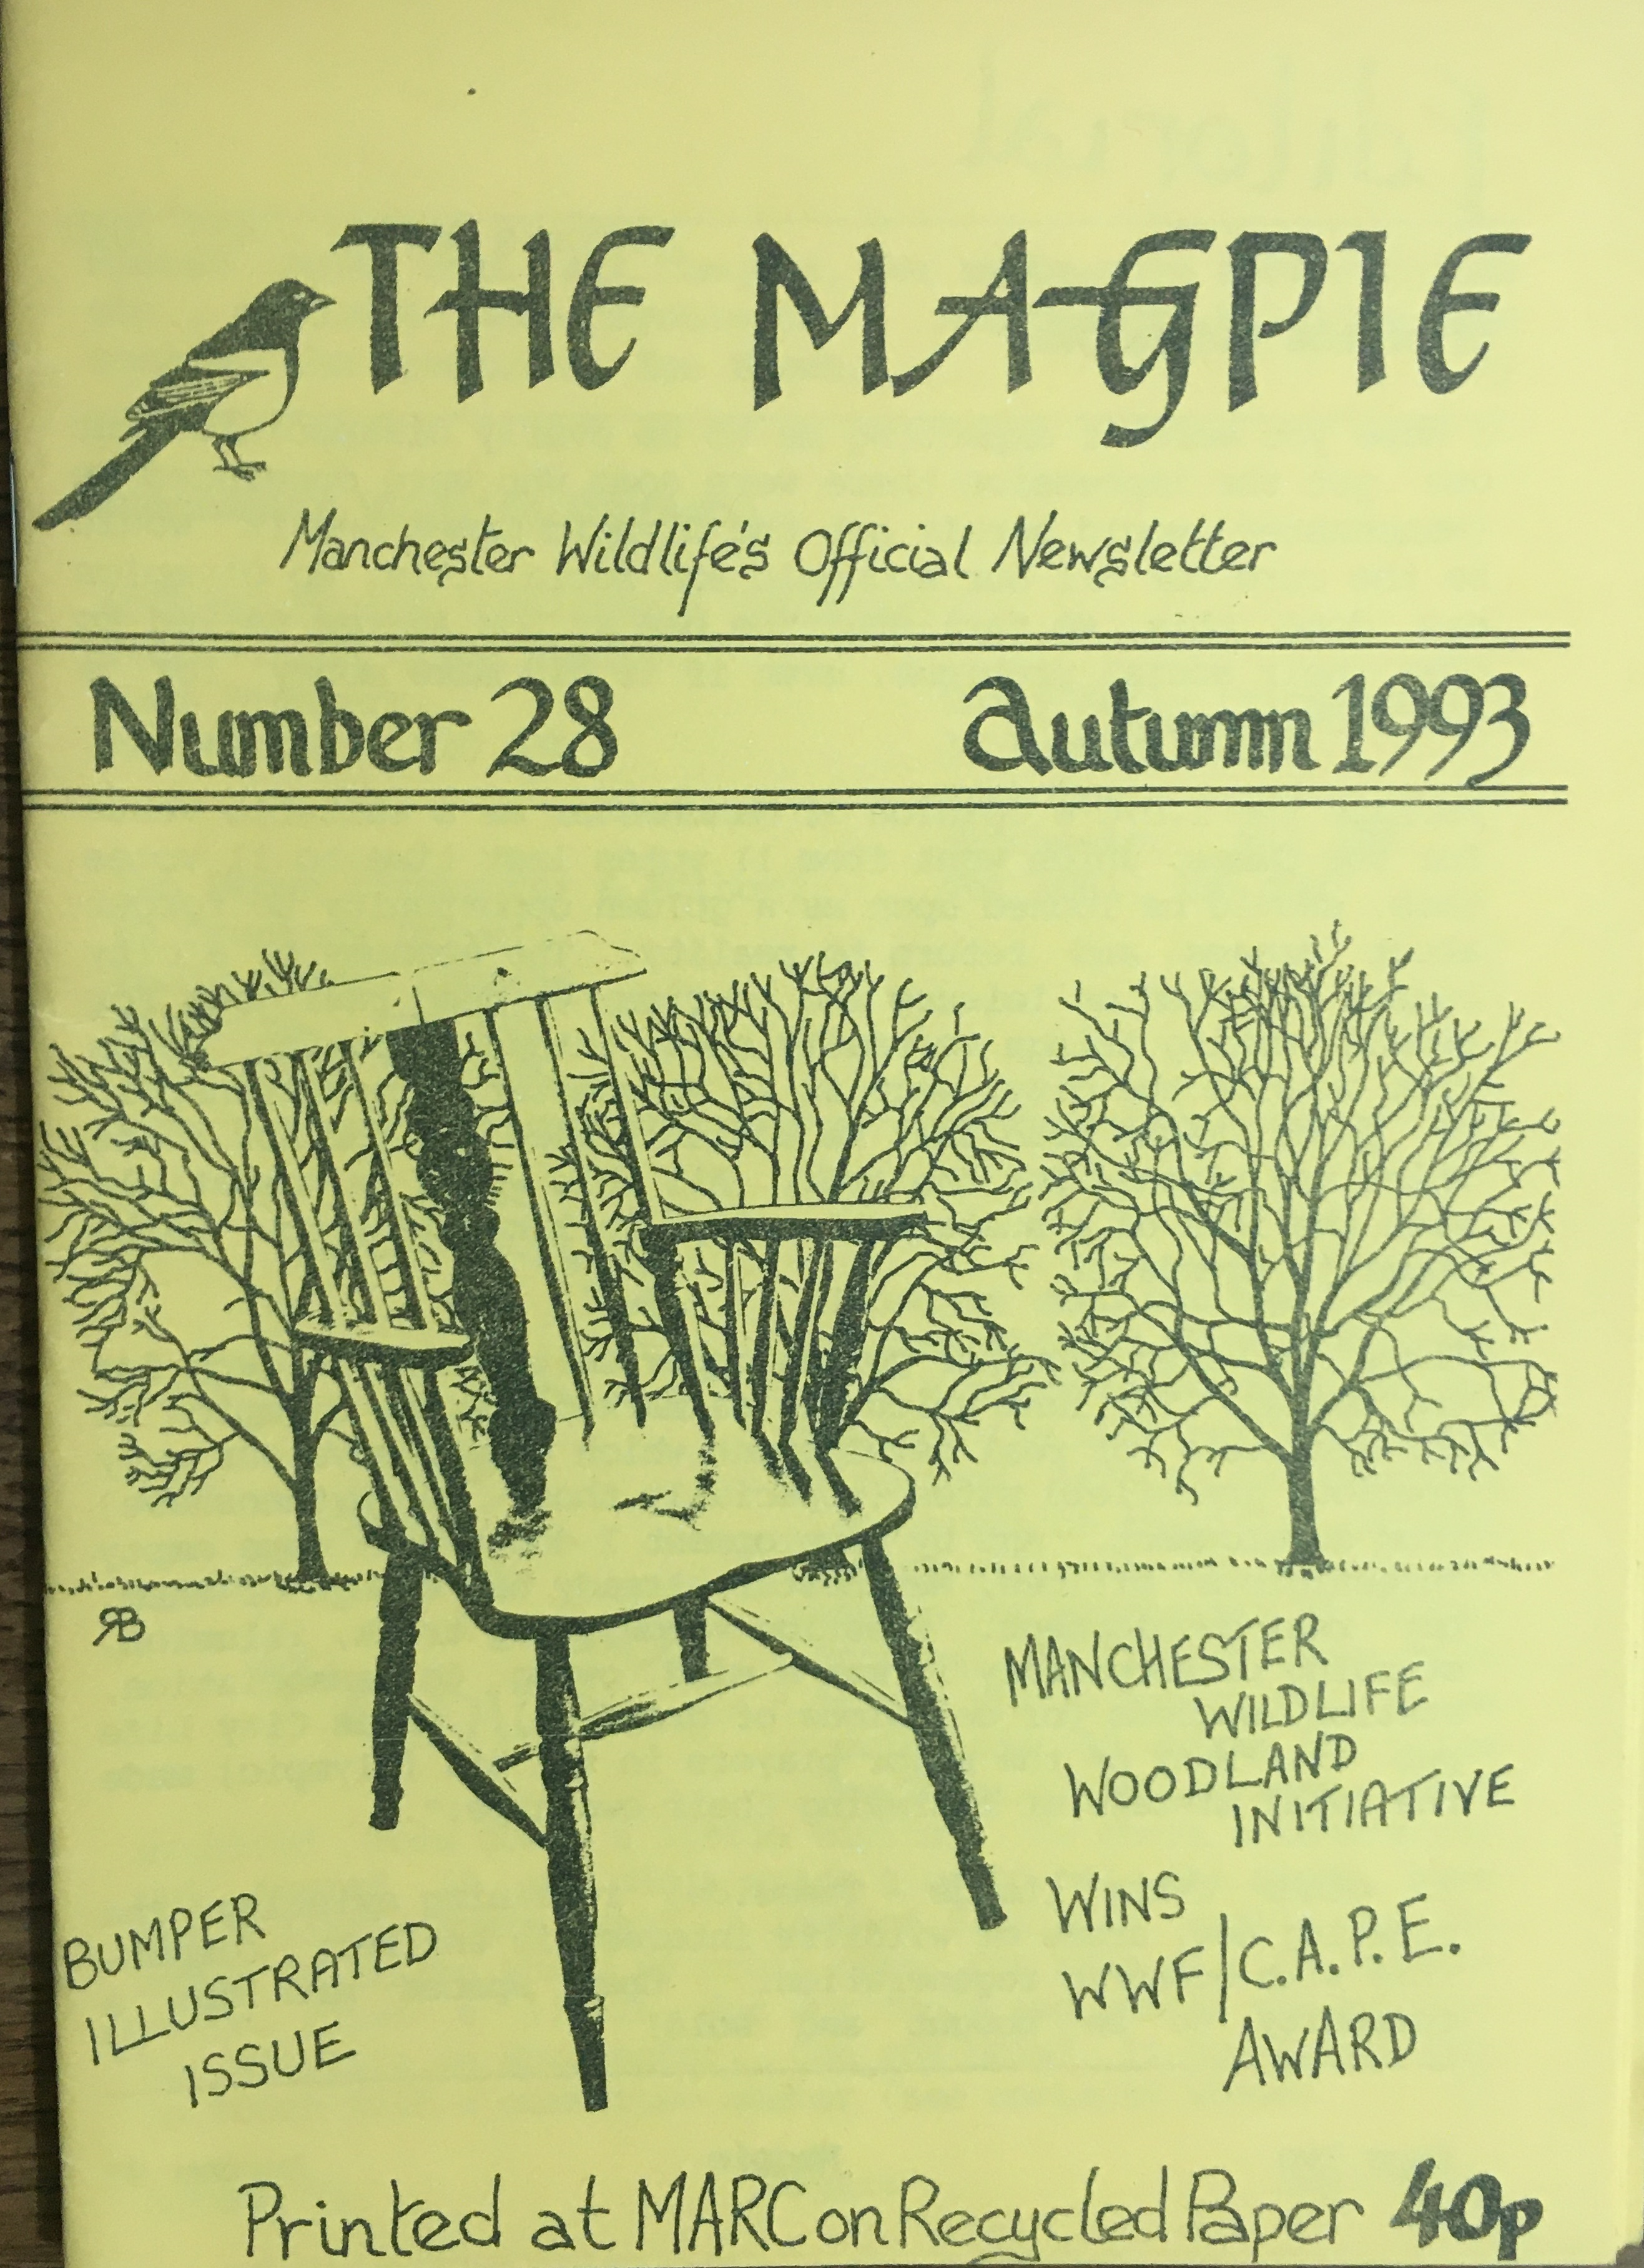 THE MAGPIE
Manchester Wildlife's Official Newsletter
Number 28 Autumn 1993
RB
MANCHESTER
WILDLIFE
WOODLAND
INITIATIVE
WINS
WWF/C.A.P.E.
AWARD
BUMPER
ILLUSTRATED
ISSUE
Printed at MARC on Recycled Paper 40p